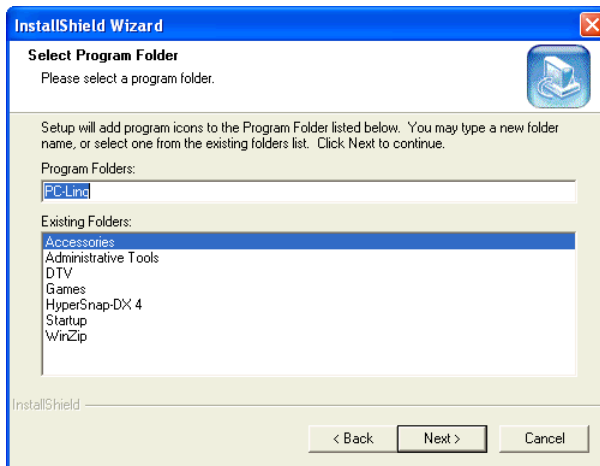 InstallShield Wizard
Select Program Folder
Please select a program folder.
Setup will add program icons to the Program Folder listed below. You may type a new folder
name, or select one from the existing folders list. Click Next to continue.
Program Folders:
PC-Linq
Existing Folders:
Accessories
Administrative Tools
DTV
Games
HyperSnap-DX 4
Startup
WinZip
InstallShield
< Back Next > Cancel